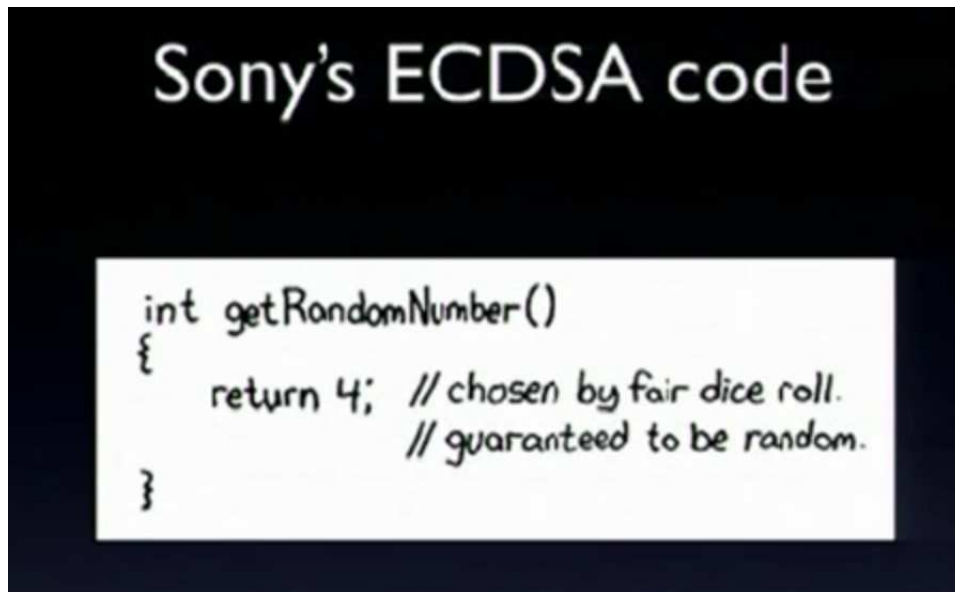 Sony's ECDSA code
int getRandomNumber()
{
return 4; // chosen by fair dice roll.
// guaranteed to be random.
}